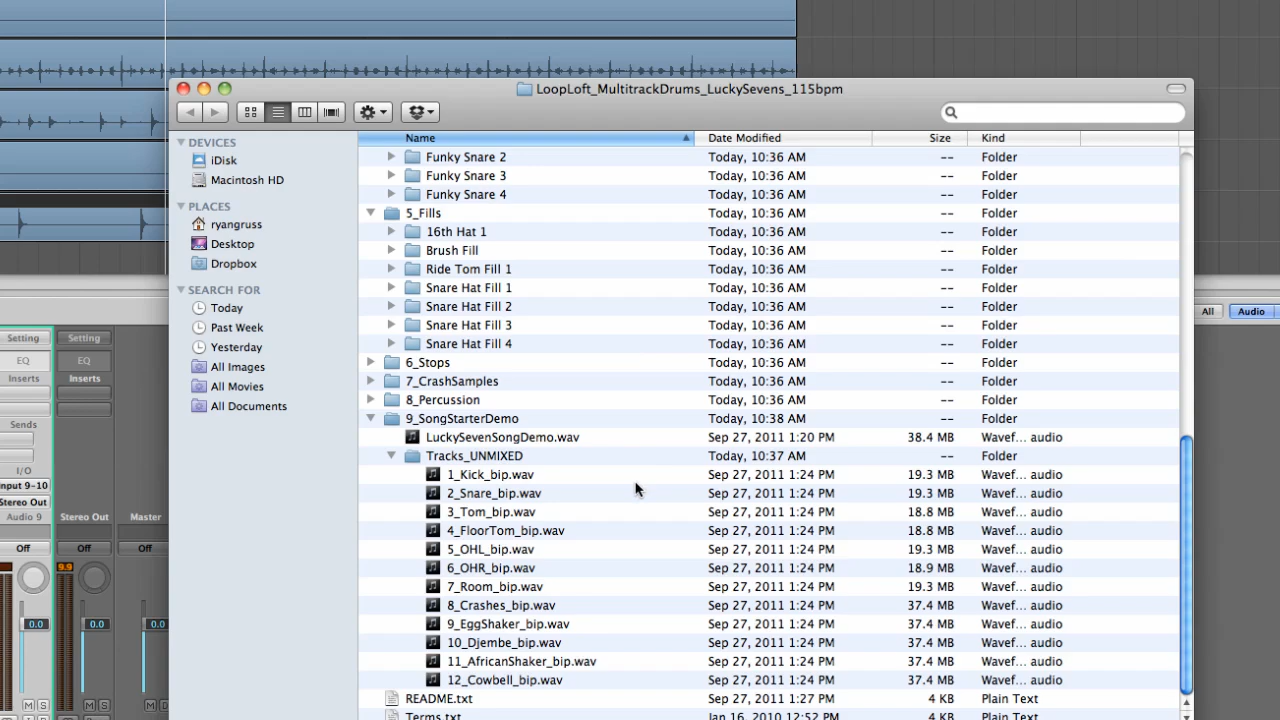 LoopLoft_MultitrackDrums_LuckySevens_115bpm
Name Date Modified Size Kind
DEVICES
iDisk
Macintosh HD
PLACES
ryangruss
Desktop
Dropbox
SEARCH FOR
Today
Past Week
Yesterday
All Images
All Movies
All Documents
Funky Snare 2 Today, 10:36 AM -- Folder
Funky Snare 3 Today, 10:36 AM -- Folder
Funky Snare 4 Today, 10:36 AM -- Folder
5_Fills Today, 10:36 AM -- Folder
16th Hat 1 Today, 10:36 AM -- Folder
Brush Fill Today, 10:36 AM -- Folder
Ride Tom Fill 1 Today, 10:36 AM -- Folder
Snare Hat Fill 1 Today, 10:36 AM -- Folder
Snare Hat Fill 2 Today, 10:36 AM -- Folder
Snare Hat Fill 3 Today, 10:36 AM -- Folder
Snare Hat Fill 4 Today, 10:36 AM -- Folder
6_Stops Today, 10:36 AM -- Folder
7_CrashSamples Today, 10:36 AM -- Folder
8_Percussion Today, 10:36 AM -- Folder
9_SongStarterDemo Today, 10:38 AM -- Folder
LuckySevenSongDemo.wav Sep 27, 2011 1:20 PM 38.4 MB Wavef... audio
Tracks_UNMIXED Today, 10:37 AM -- Folder
1_Kick_bip.wav Sep 27, 2011 1:24 PM 19.3 MB Wavef... audio
2_Snare_bip.wav Sep 27, 2011 1:24 PM 19.3 MB Wavef... audio
3_Tom_bip.wav Sep 27, 2011 1:24 PM 18.8 MB Wavef... audio
4_FloorTom_bip.wav Sep 27, 2011 1:24 PM 18.8 MB Wavef... audio
5_OHL_bip.wav Sep 27, 2011 1:24 PM 19.3 MB Wavef... audio
6_OHR_bip.wav Sep 27, 2011 1:24 PM 18.9 MB Wavef... audio
7_Room_bip.wav Sep 27, 2011 1:24 PM 19.3 MB Wavef... audio
8_Crashes_bip.wav Sep 27, 2011 1:24 PM 37.4 MB Wavef... audio
9_EggShaker_bip.wav Sep 27, 2011 1:24 PM 37.4 MB Wavef... audio
10_Djembe_bip.wav Sep 27, 2011 1:24 PM 37.4 MB Wavef... audio
11_AfricanShaker_bip.wav Sep 27, 2011 1:24 PM 37.4 MB Wavef... audio
12_Cowbell_bip.wav Sep 27, 2011 1:24 PM 37.4 MB Wavef... audio
README.txt Sep 27, 2011 1:27 PM 4 KB Plain Text
Terms.txt Jan 16, 2010 12:52 PM 4 KB Plain Text
All Audio
Setting Setting
EQ EQ
Inserts Inserts
Sends
I/O
Input 9-10
Stereo Out
Audio 9 Stereo Out Master
Off Off Off
9.9
0.0 0.0 0.0
M S M S M D